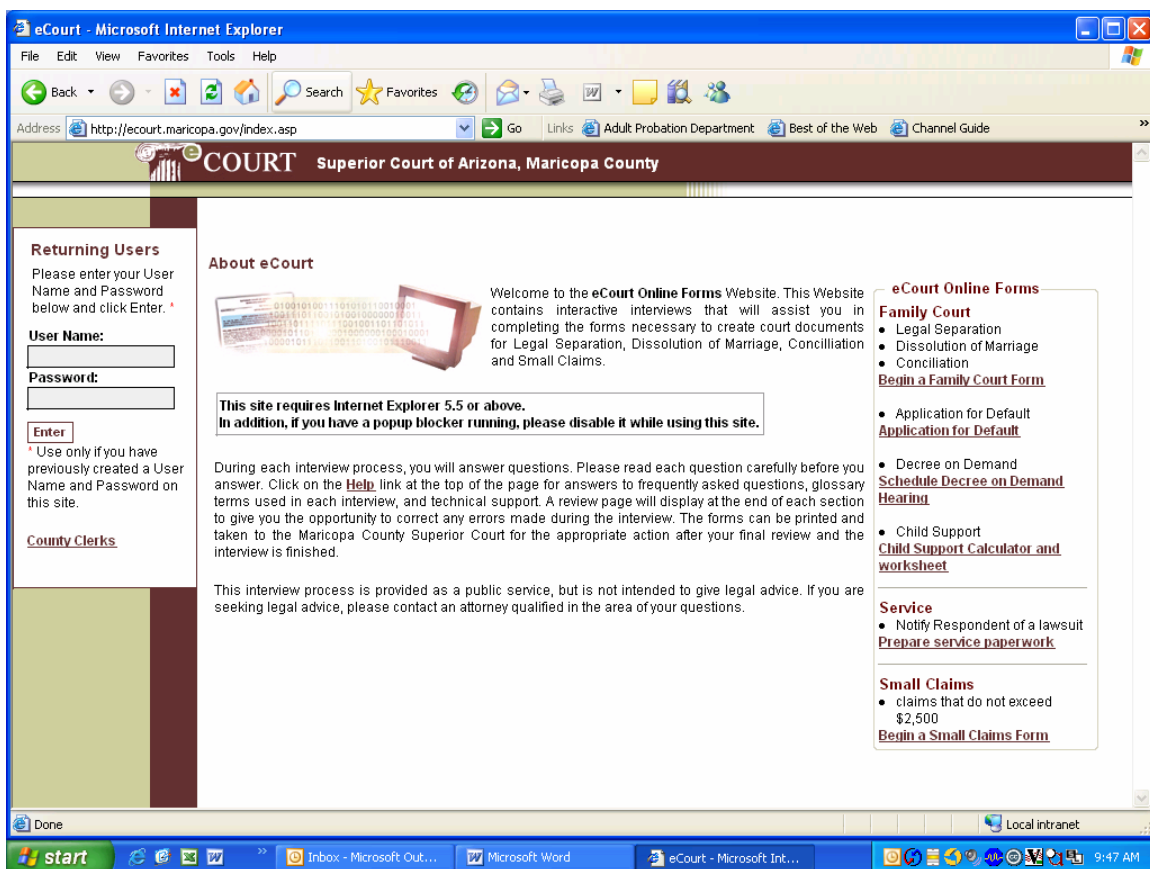 eCourt - Microsoft Internet Explorer
File Edit View Favorites Tools Help
Back Search Favorites
Address http://ecourt.maricopa.gov/index.asp Go Links Adult Probation Department Best of the Web Channel Guide »
eCOURT Superior Court of Arizona, Maricopa County
Returning Users
Please enter your User
Name and Password
below and click Enter. *
User Name:
Password:
Enter
* Use only if you have
previously created a User
Name and Password on
this site.
County Clerks
About eCourt
Welcome to the eCourt Online Forms Website. This Website
contains interactive interviews that will assist you in
completing the forms necessary to create court documents
for Legal Separation, Dissolution of Marriage, Concilliation
and Small Claims.
This site requires Internet Explorer 5.5 or above.
In addition, if you have a popup blocker running, please disable it while using this site.
During each interview process, you will answer questions. Please read each question carefully before you
answer. Click on the Help link at the top of the page for answers to frequently asked questions, glossary
terms used in each interview, and technical support. A review page will display at the end of each section
to give you the opportunity to correct any errors made during the interview. The forms can be printed and
taken to the Maricopa County Superior Court for the appropriate action after your final review and the
interview is finished.
This interview process is provided as a public service, but is not intended to give legal advice. If you are
seeking legal advice, please contact an attorney qualified in the area of your questions.
eCourt Online Forms
Family Court
• Legal Separation
• Dissolution of Marriage
• Conciliation
Begin a Family Court Form
• Application for Default
Application for Default
• Decree on Demand
Schedule Decree on Demand
Hearing
• Child Support
Child Support Calculator and
worksheet
Service
• Notify Respondent of a lawsuit
Prepare service paperwork
Small Claims
• claims that do not exceed
$2,500
Begin a Small Claims Form
Done Local intranet
start » Inbox - Microsoft Out... Microsoft Word eCourt - Microsoft Int... 9:47 AM